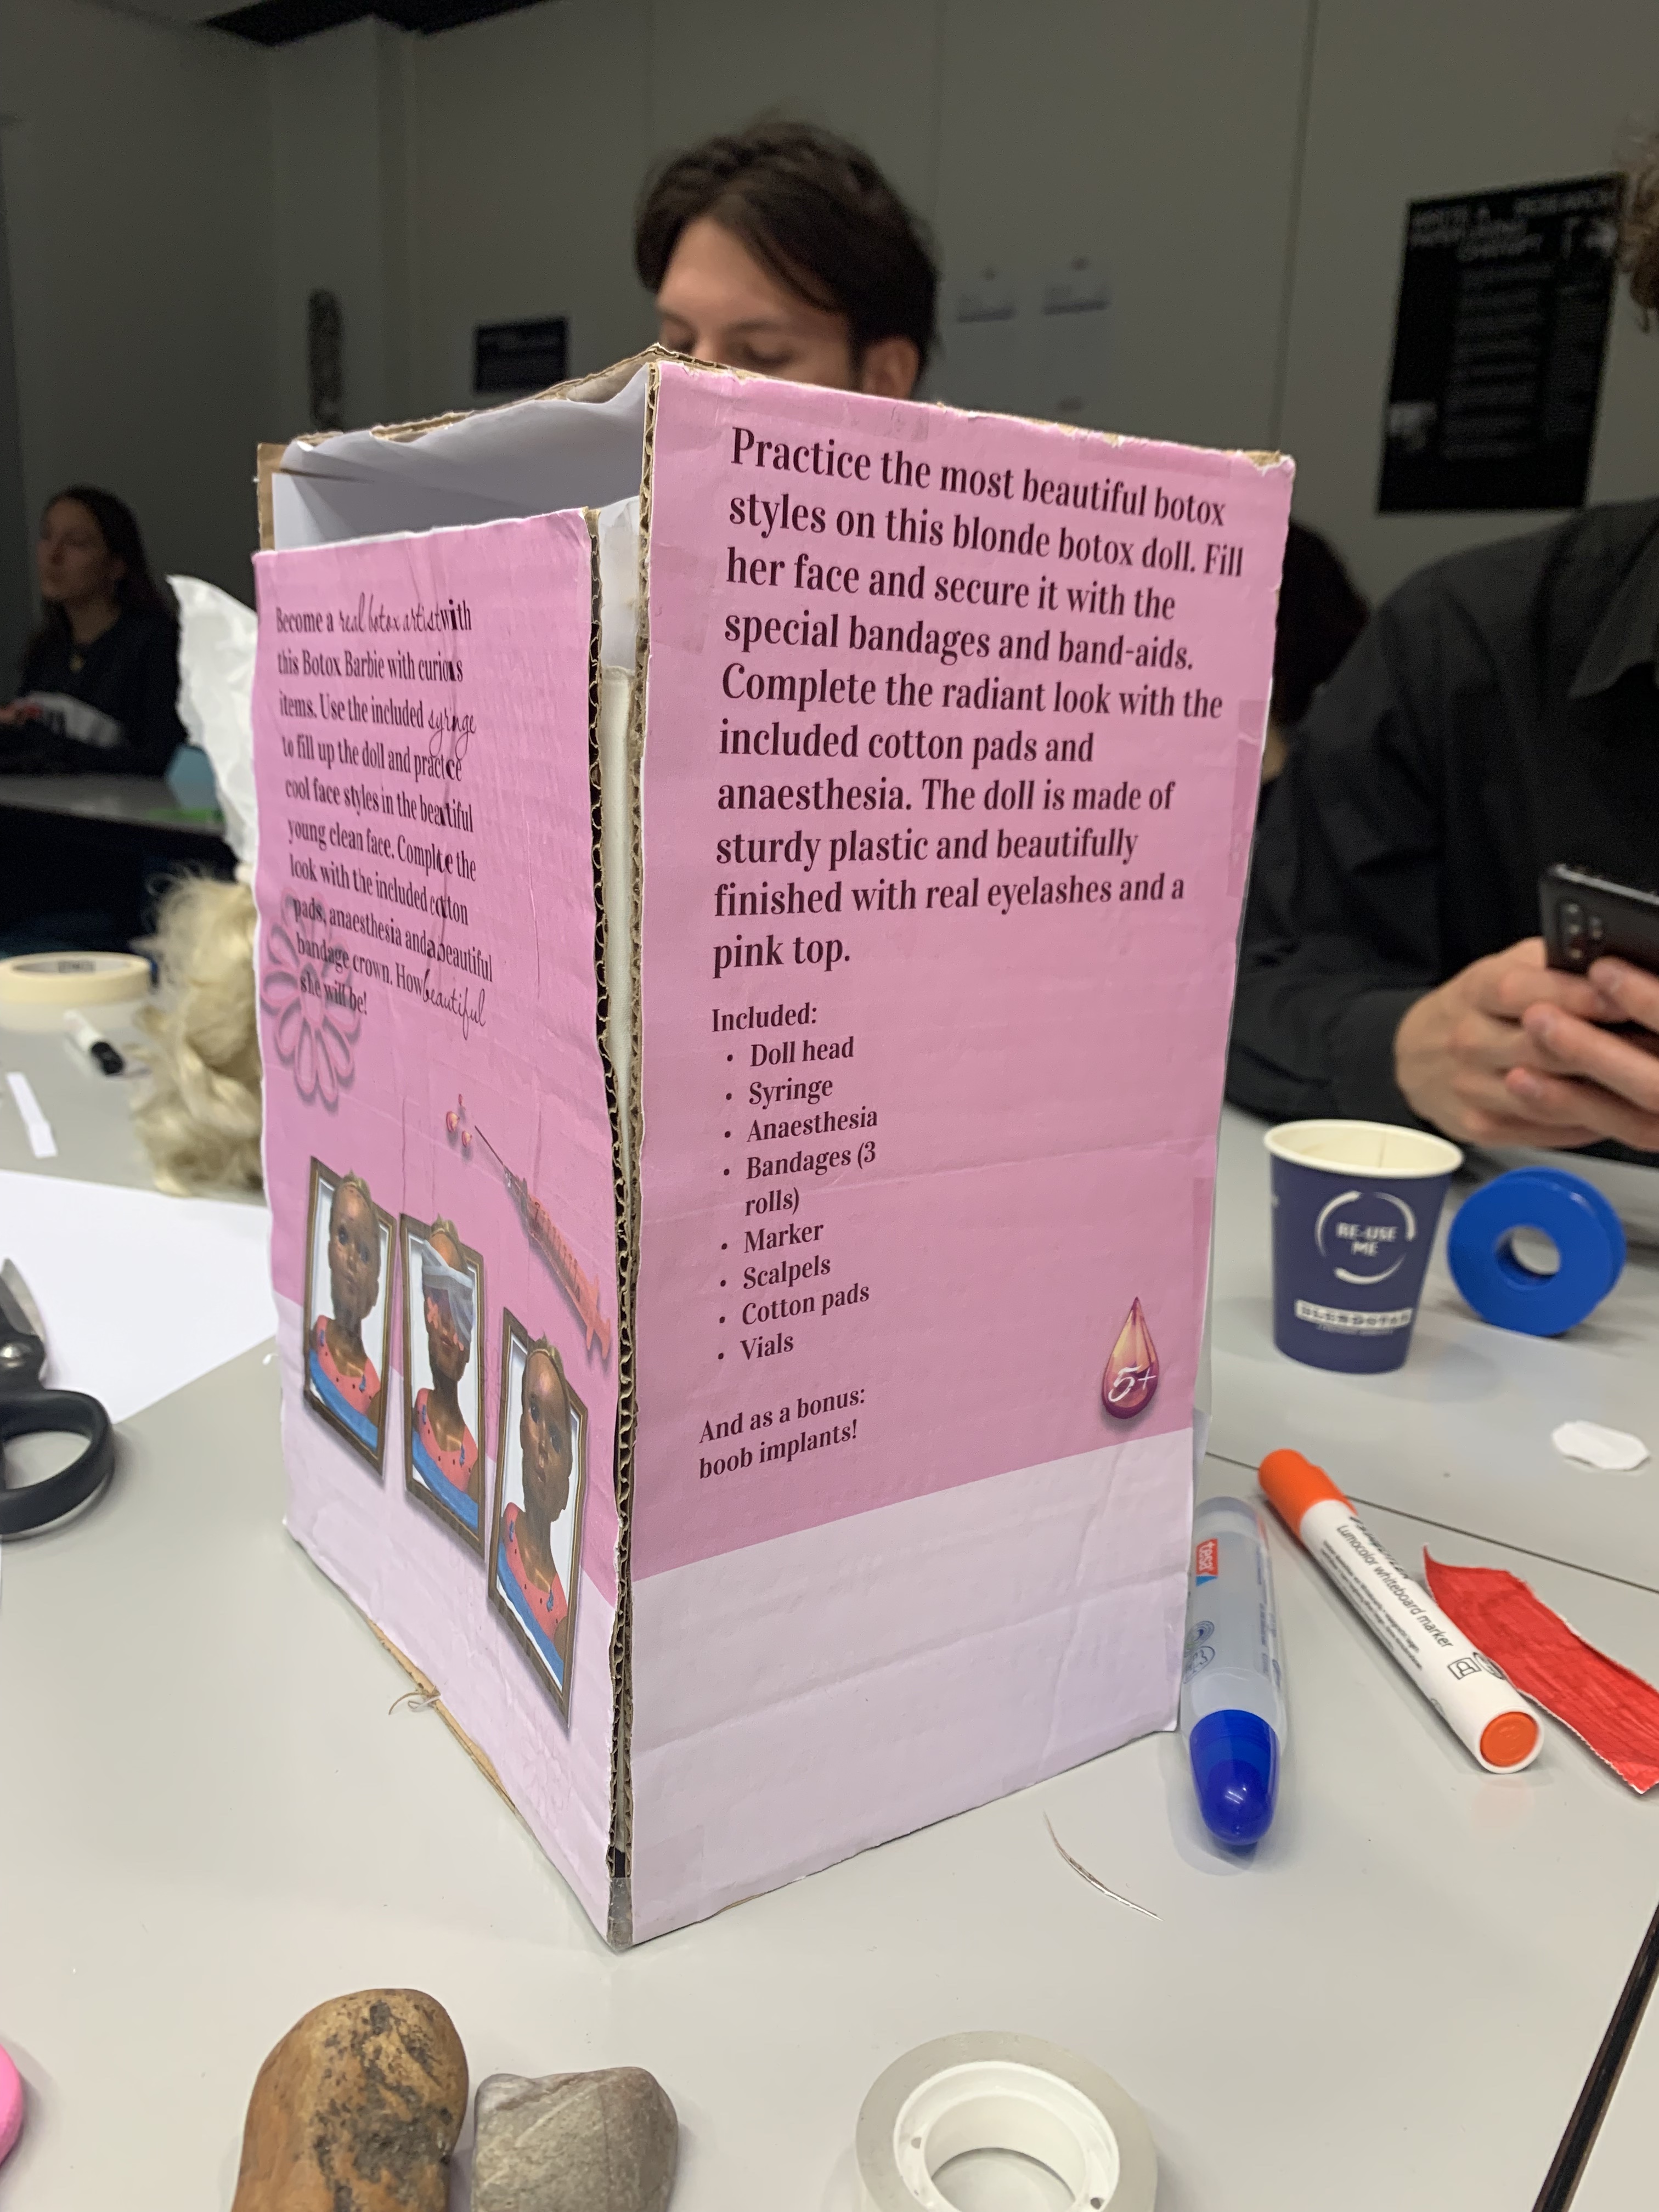 Become a real botox artist with
this Botox Barbie with curious
items. Use the included syringe
to fill up the doll and practice
cool face styles in the beautiful
young clean face. Complete the
look with the included cotton
pads, anaesthesia and a beautiful
bandage crown. How beautiful
she will be!
Practice the most beautiful botox
styles on this blonde botox doll. Fill
her face and secure it with the
special bandages and band-aids.
Complete the radiant look with the
included cotton pads and
anaesthesia. The doll is made of
sturdy plastic and beautifully
finished with real eyelashes and a
pink top.
Included:
• Doll head
• Syringe
• Anaesthesia
• Bandages (3
rolls)
• Marker
• Scalpels
• Cotton pads
• Vials
And as a bonus:
boob implants!
5+
RE-USE
ME
tesa
Lumocolor whiteboard marker